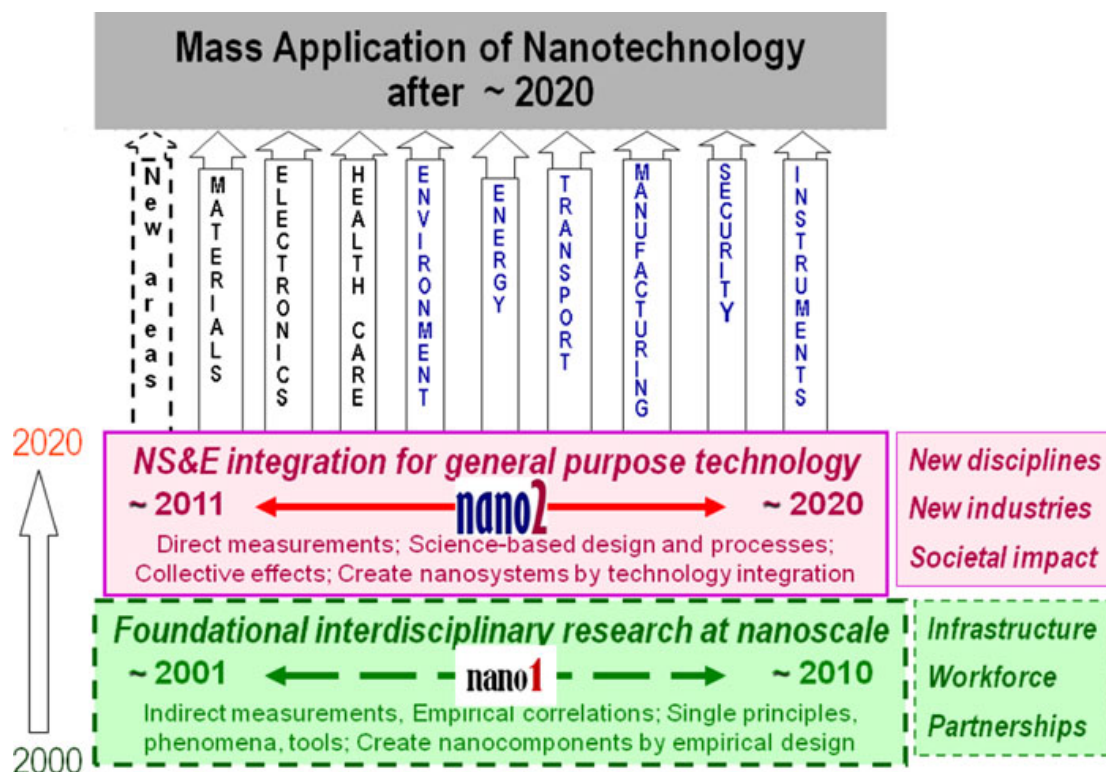 Mass Application of Nanotechnology
after ~ 2020
New areas
MATERIALS
ELECTRONICS
HEALTH CARE
ENVIRONMENT
ENERGY
TRANSPORT
MANUFACTURING
SECURITY
INSTRUMENTS
2020
NS&E integration for general purpose technology
~ 2011
nano2
~ 2020
Direct measurements; Science-based design and processes;
Collective effects; Create nanosystems by technology integration
New disciplines
New industries
Societal impact
Foundational interdisciplinary research at nanoscale
~ 2001
nano1
~ 2010
Indirect measurements, Empirical correlations; Single principles,
phenomena, tools; Create nanocomponents by empirical design
Infrastructure
Workforce
Partnerships
2000